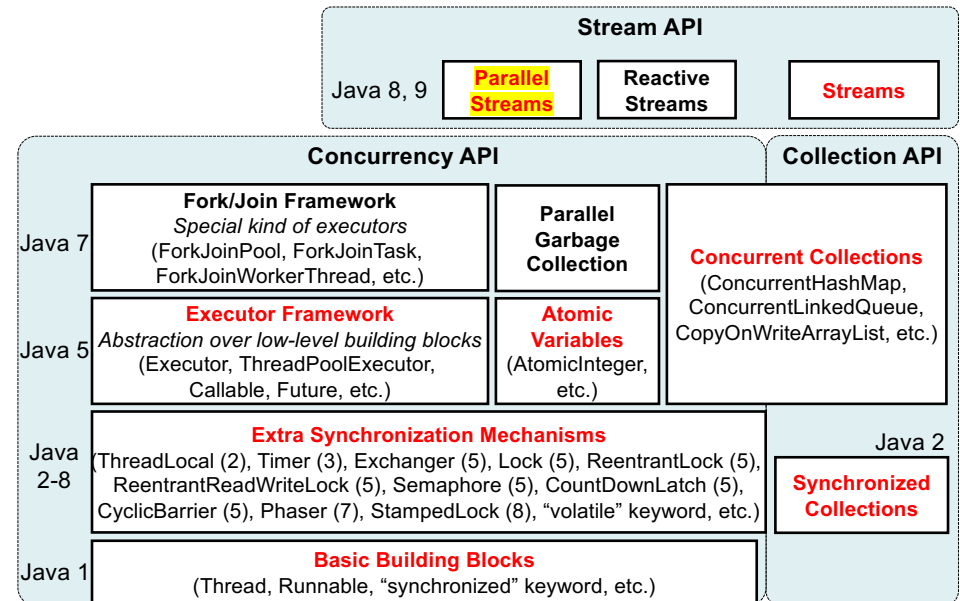 Stream API
Java 8, 9
Parallel
Streams
Reactive
Streams
Streams
Concurrency API
Collection API
Java 7
Fork/Join Framework
Special kind of executors
(ForkJoinPool, ForkJoinTask,
ForkJoinWorkerThread, etc.)
Parallel
Garbage
Collection
Concurrent Collections
(ConcurrentHashMap,
ConcurrentLinkedQueue,
CopyOnWriteArrayList, etc.)
Java 5
Executor Framework
Abstraction over low-level building blocks
(Executor, ThreadPoolExecutor,
Callable, Future, etc.)
Atomic
Variables
(AtomicInteger,
etc.)
Java
2-8
Extra Synchronization Mechanisms
(ThreadLocal (2), Timer (3), Exchanger (5), Lock (5), ReentrantLock (5),
ReentrantReadWriteLock (5), Semaphore (5), CountDownLatch (5),
CyclicBarrier (5), Phaser (7), StampedLock (8), “volatile” keyword, etc.)
Java 2
Synchronized
Collections
Java 1
Basic Building Blocks
(Thread, Runnable, “synchronized” keyword, etc.)